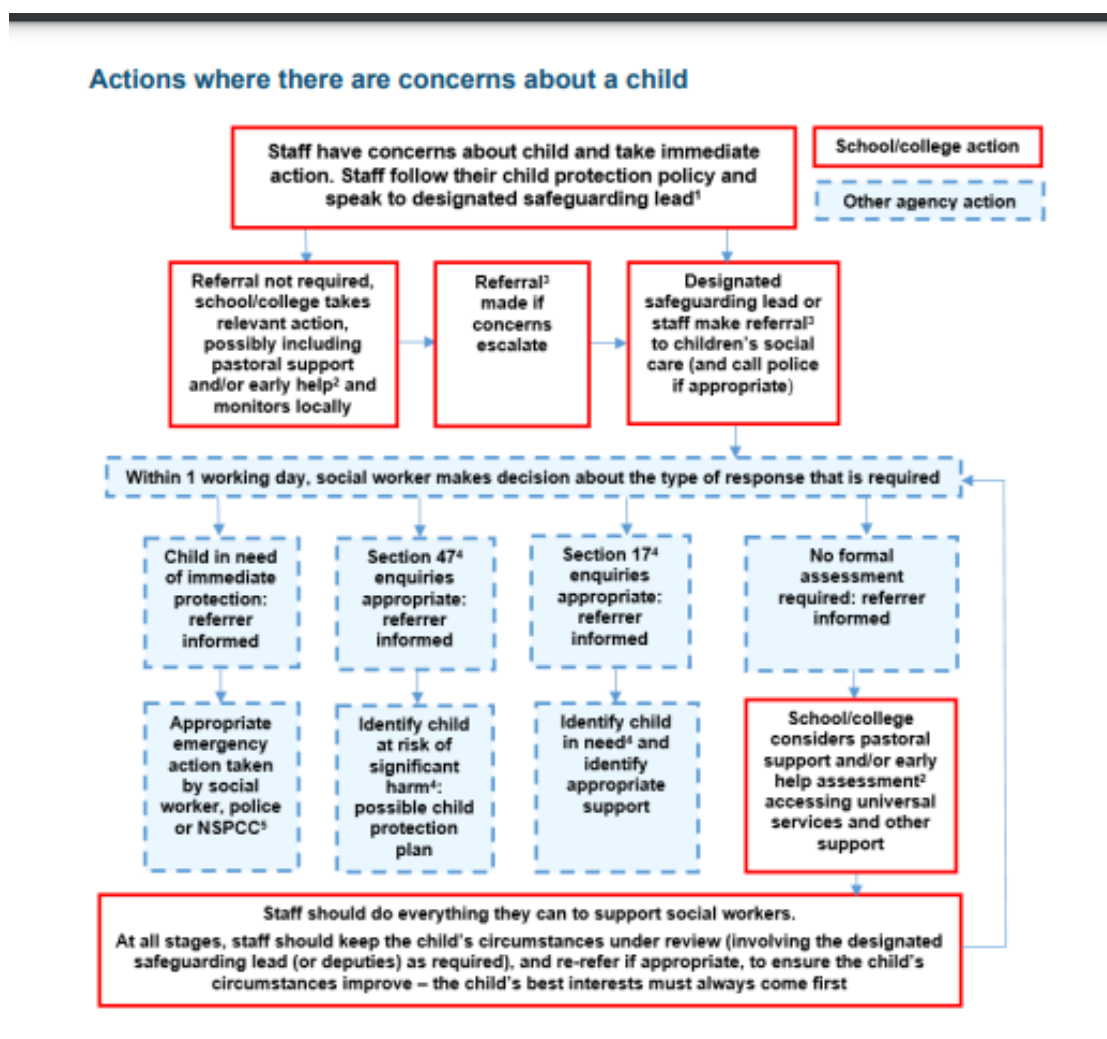 Actions where there are concerns about a child
Staff have concerns about child and take immediate
action. Staff follow their child protection policy and
speak to designated safeguarding lead¹
School/college action
Other agency action
Referral not required,
school/college takes
relevant action,
possibly including
pastoral support
and/or early help² and
monitors locally
Referral³
made if
concerns
escalate
Designated
safeguarding lead or
staff make referral³
to children’s social
care (and call police
if appropriate)
Within 1 working day, social worker makes decision about the type of response that is required
Child in need
of immediate
protection:
referrer
informed
Section 47⁴
enquiries
appropriate:
referrer
informed
Section 17⁴
enquiries
appropriate:
referrer
informed
No formal
assessment
required: referrer
informed
Appropriate
emergency
action taken
by social
worker, police
or NSPCC⁵
Identify child
at risk of
significant
harm⁴:
possible child
protection
plan
Identify child
in need⁴ and
identify
appropriate
support
School/college
considers pastoral
support and/or early
help assessment²
accessing universal
services and other
support
Staff should do everything they can to support social workers.
At all stages, staff should keep the child’s circumstances under review (involving the designated
safeguarding lead (or deputies) as required), and re-refer if appropriate, to ensure the child’s
circumstances improve – the child’s best interests must always come first